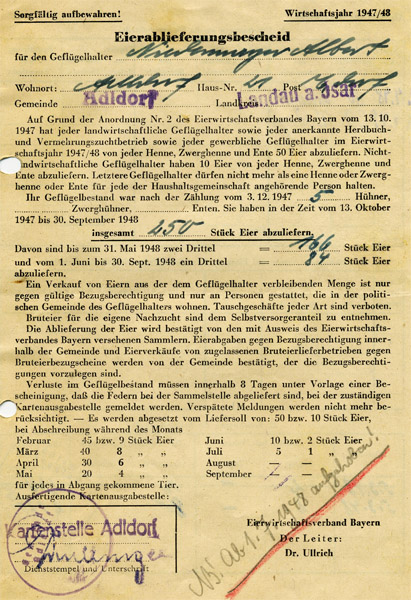 Sorgfältig aufbewahren! Wirtschaftsjahr 1947/48
Eierablieferungsbescheid
für den Geflügelhalter Niedermeyer Albert
Wohnort: Haus-Nr. Post
Gemeinde Adldorf Landkreis Landau a. Isar
Auf Grund der Anordnung Nr. 2 des Eierwirtschaftsverbandes Bayern vom 13. 10.
1947 hat jeder landwirtschaftliche Geflügelhalter sowie jeder anerkannte Herdbuch-
und Vermehrungszuchtbetrieb sowie jeder gewerbliche Geflügelhalter im Eierwirt-
schaftsjahr 1947/48 von jeder Henne, Zwerghenne und Ente 50 Eier abzuliefern. Nicht-
landwirtschaftliche Geflügelhalter haben 10 Eier von jeder Henne, Zwerghenne und
Ente abzuliefern. Letztere Geflügelhalter dürfen nicht mehr als eine Henne oder Zwerg-
henne oder Ente für jede der Haushaltsgemeinschaft angehörende Person halten.
Ihr Geflügelbestand war nach der Zählung vom 3. 12. 1947 5 Hühner,
Zwerghühner, Enten. Sie haben in der Zeit vom 13. Oktober
1947 bis 30. September 1948
insgesamt 250 Stück Eier abzuliefern.
Davon sind bis zum 31. Mai 1948 zwei Drittel = 166 Stück Eier
und vom 1. Juni bis 30. Sept. 1948 ein Drittel = 84 Stück Eier
abzuliefern.
Ein Verkauf von Eiern aus der dem Geflügelhalter verbleibenden Menge ist nur
gegen gültige Bezugsberechtigung und nur an Personen gestattet, die in der politi-
schen Gemeinde des Geflügelhalters wohnen. Tauschgeschäfte jeder Art sind verboten.
Bruteier für die eigene Nachzucht sind dem Selbstversorgeranteil zu entnehmen.
Die Ablieferung der Eier wird bestätigt von den mit Ausweis des Eierwirtschafts-
verbandes Bayern versehenen Sammlern. Eierabgaben gegen Bezugsberechtigung inner-
halb der Gemeinde und Eierverkäufe von zugelassenen Bruteierlieferbetrieben gegen
Bruteierbezugscheine werden von der Gemeinde bestätigt, der die Bezugsberechti-
gungen vorzulegen sind.
Verluste im Geflügelbestand müssen innerhalb 8 Tagen unter Vorlage einer Be-
scheinigung, daß die Federn bei der Sammelstelle abgeliefert sind, bei der zuständigen
Kartenausgabestelle gemeldet werden. Verspätete Meldungen werden nicht mehr be-
rücksichtigt. — Es werden abgesetzt vom Liefersoll von: 50 bzw. 10 Stück Eier,
bei Abschreibung während des Monats
Februar 45 bzw. 9 Stück Eier Juni 10 bzw. 2 Stück Eier
März 40 8 „ „ Juli 5 1 „ „
April 30 6 „ „ August — — „ „
Mai 20 4 „ „ September — — „ „
für jedes in Abgang gekommene Tier.
Ausfertigende Kartenausgabestelle:
Kartenstelle Adldorf
Dienststempel und Unterschrift
Eierwirtschaftsverband Bayern
Der Leiter:
Dr. Ullrich
ab 1. 7. 1948 aufgehoben!